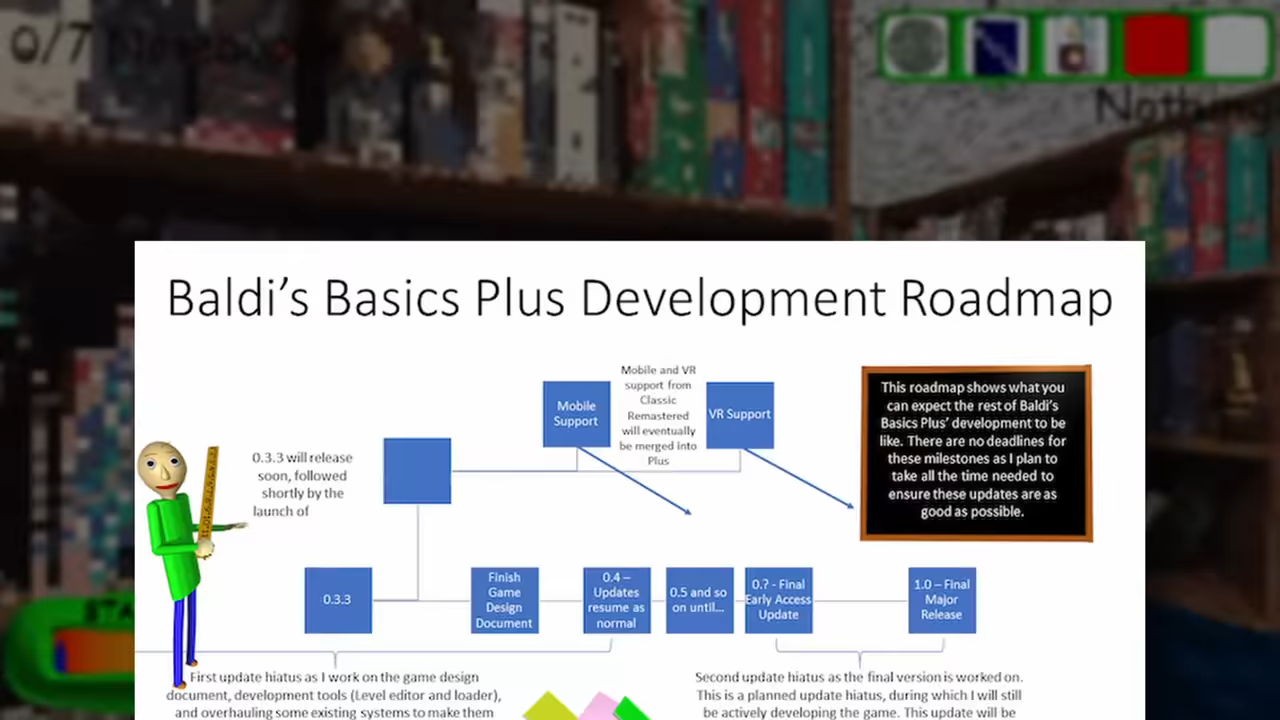 0/7 Notebooks
Nothing
Baldi's Basics Plus Development Roadmap
Mobile
Support
Mobile and VR
support from
Classic
Remastered
will eventually
be merged into
Plus
VR Support
This roadmap shows what you
can expect the rest of Baldi's
Basics Plus' development to be
like. There are no deadlines for
these milestones as I plan to
take all the time needed to
ensure these updates are as
good as possible.
0.3.3 will release
soon, followed
shortly by the
launch of
0.3.3
Finish
Game
Design
Document
0.4 –
Updates
resume as
normal
0.5 and so
on until...
0.? - Final
Early Access
Update
1.0 – Final
Major
Release
STA
First update hiatus as I work on the game design
document, development tools (Level editor and loader),
and overhauling some existing systems to make them
Second update hiatus as the final version is worked on.
This is a planned update hiatus, during which I will still
be actively developing the game. This update will be